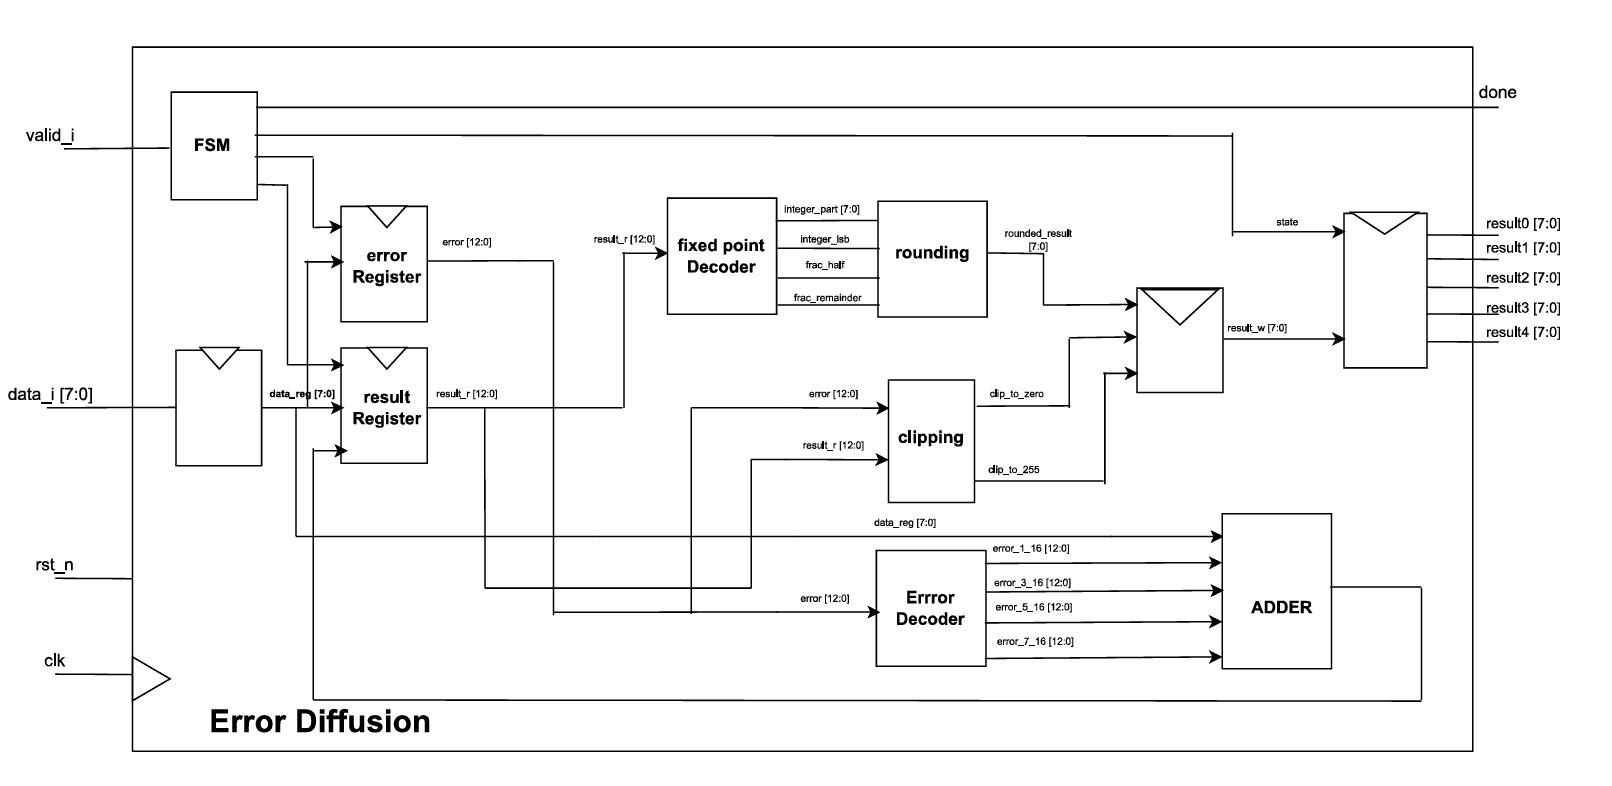 done
valid_i
FSM
state
result0 [7:0]
result1 [7:0]
result2 [7:0]
result3 [7:0]
result4 [7:0]
error
Register
error [12:0]
result_r [12:0]
fixed point
Decoder
integer_part [7:0]
integer_lsb
frac_half
frac_remainder
rounding
rounded_result
[7:0]
result_w [7:0]
data_i [7:0]
data_reg [7:0]
result
Register
result_r [12:0]
error [12:0]
result_r [12:0]
clipping
clip_to_zero
clip_to_255
data_reg [7:0]
rst_n
error [12:0]
Errror
Decoder
error_1_16 [12:0]
error_3_16 [12:0]
error_5_16 [12:0]
error_7_16 [12:0]
ADDER
clk
Error Diffusion